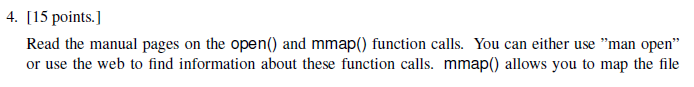 4. [15 points.]
Read the manual pages on the open() and mmap() function calls. You can either use ”man open”
or use the web to find information about these function calls. mmap() allows you to map the file